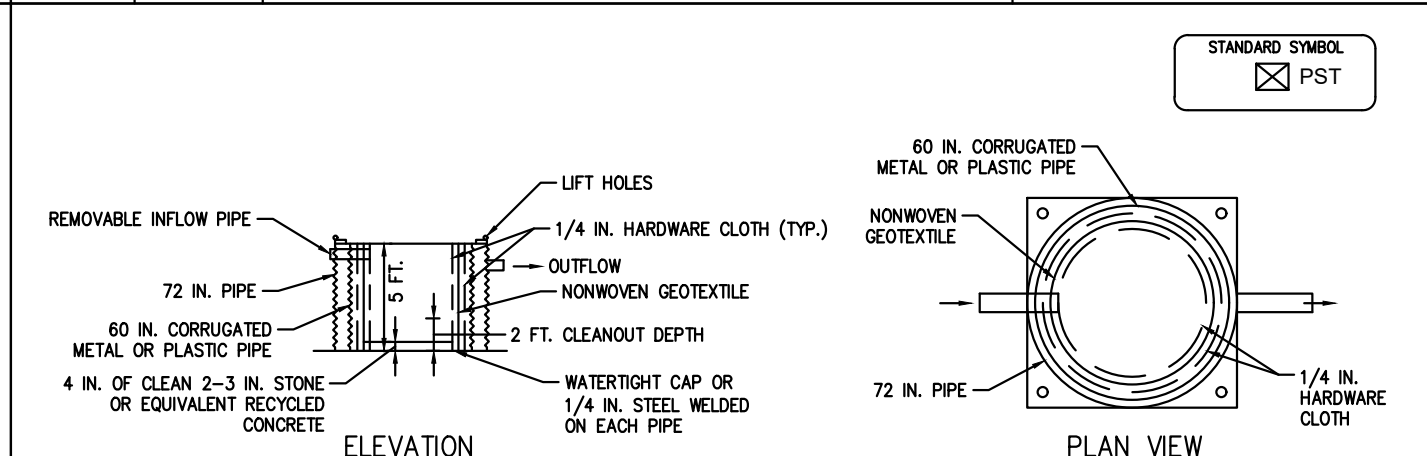 STANDARD SYMBOL
PST
LIFT HOLES
REMOVABLE INFLOW PIPE
1/4 IN. HARDWARE CLOTH (TYP.)
OUTFLOW
5 FT.
72 IN. PIPE
NONWOVEN GEOTEXTILE
60 IN. CORRUGATED
METAL OR PLASTIC PIPE
2 FT. CLEANOUT DEPTH
4 IN. OF CLEAN 2-3 IN. STONE
OR EQUIVALENT RECYCLED
CONCRETE
WATERTIGHT CAP OR
1/4 IN. STEEL WELDED
ON EACH PIPE
ELEVATION
60 IN. CORRUGATED
METAL OR PLASTIC PIPE
NONWOVEN
GEOTEXTILE
72 IN. PIPE
1/4 IN.
HARDWARE
CLOTH
PLAN VIEW